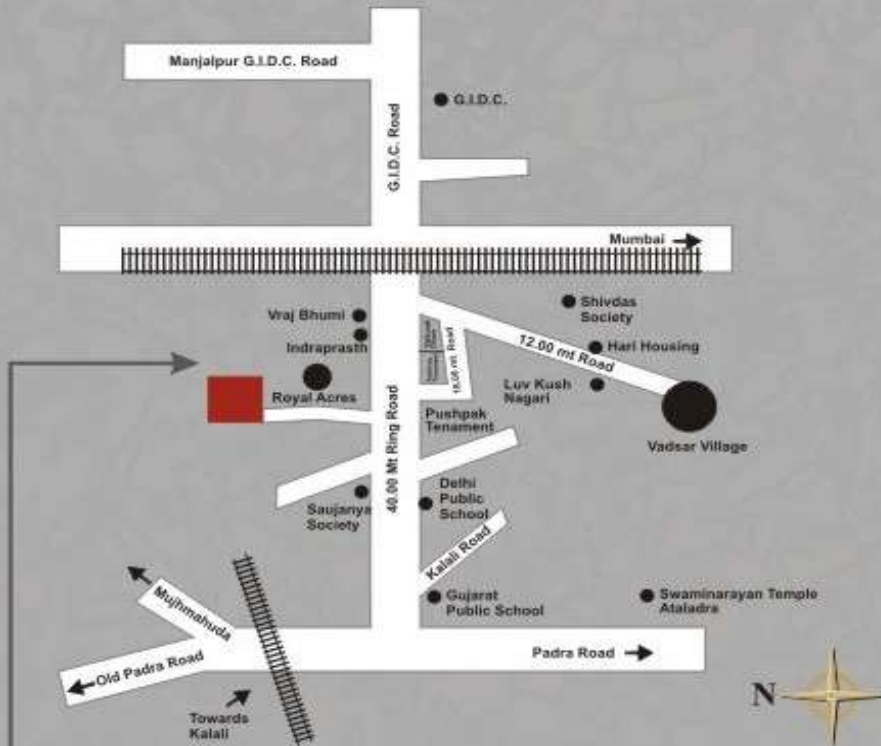 Manjalpur G.I.D.C. Road
G.I.D.C.
G.I.D.C. Road
Mumbai
Shivdas
Society
Vraj Bhumi
Indraprasth
Hari Housing
12.00 mt Road
18.00 mt. Road
Royal Acres
Luv Kush
Nagari
Pushpak
Tenament
Vadsar Village
40.00 Mt Ring Road
Saujanya
Society
Delhi
Public
School
Kalali Road
Gujarat
Public School
Swaminarayan Temple
Ataladra
Mujhmahuda
Old Padra Road
Padra Road
Towards
Kalali
N